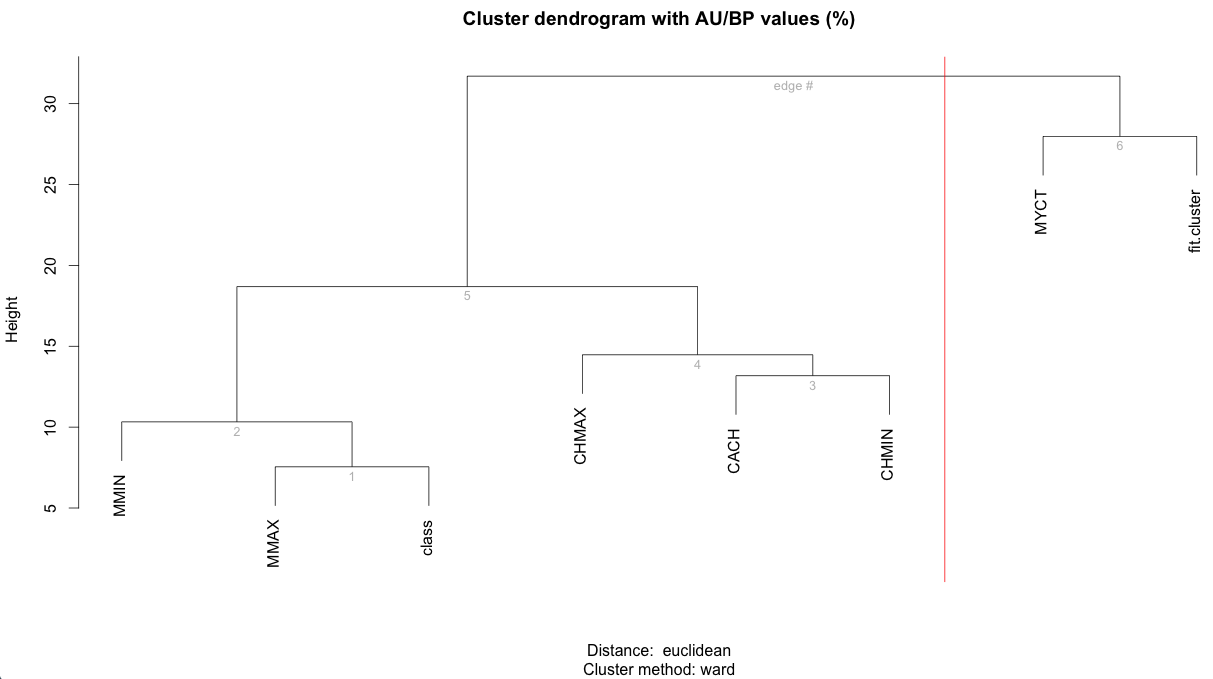 Cluster dendrogram with AU/BP values (%)
Height
30
25
20
15
10
5
edge #
6
5
4
3
2
1
MYCT
fit.cluster
CHMAX
CACH
CHMIN
MMIN
MMAX
class
Distance:  euclidean
Cluster method: ward